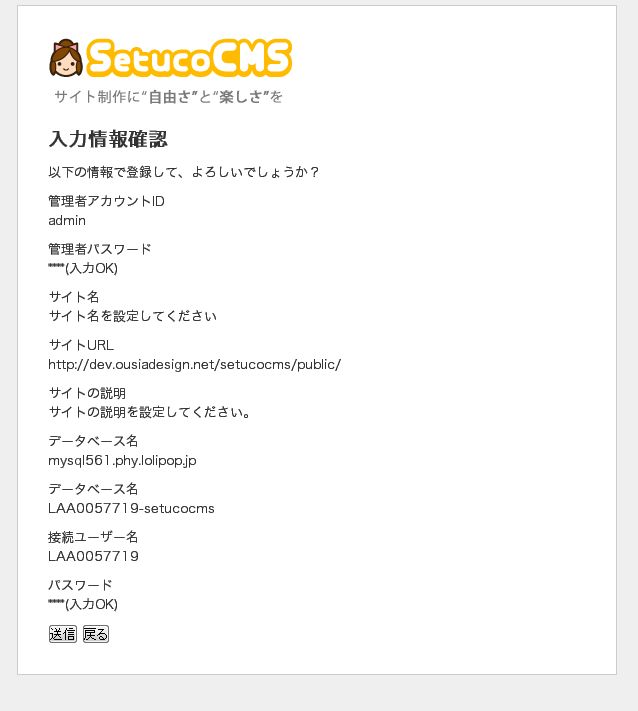 SetucoCMS
サイト制作に“自由さ”と“楽しさ”を
入力情報確認
以下の情報で登録して、よろしいでしょうか？
管理者アカウントID
admin
管理者パスワード
****(入力OK)
サイト名
サイト名を設定してください
サイトURL
http://dev.ousiadesign.net/setucocms/public/
サイトの説明
サイトの説明を設定してください。
データベース名
mysql561.phy.lolipop.jp
データベース名
LAA0057719-setucocms
接続ユーザー名
LAA0057719
パスワード
****(入力OK)
送信 戻る